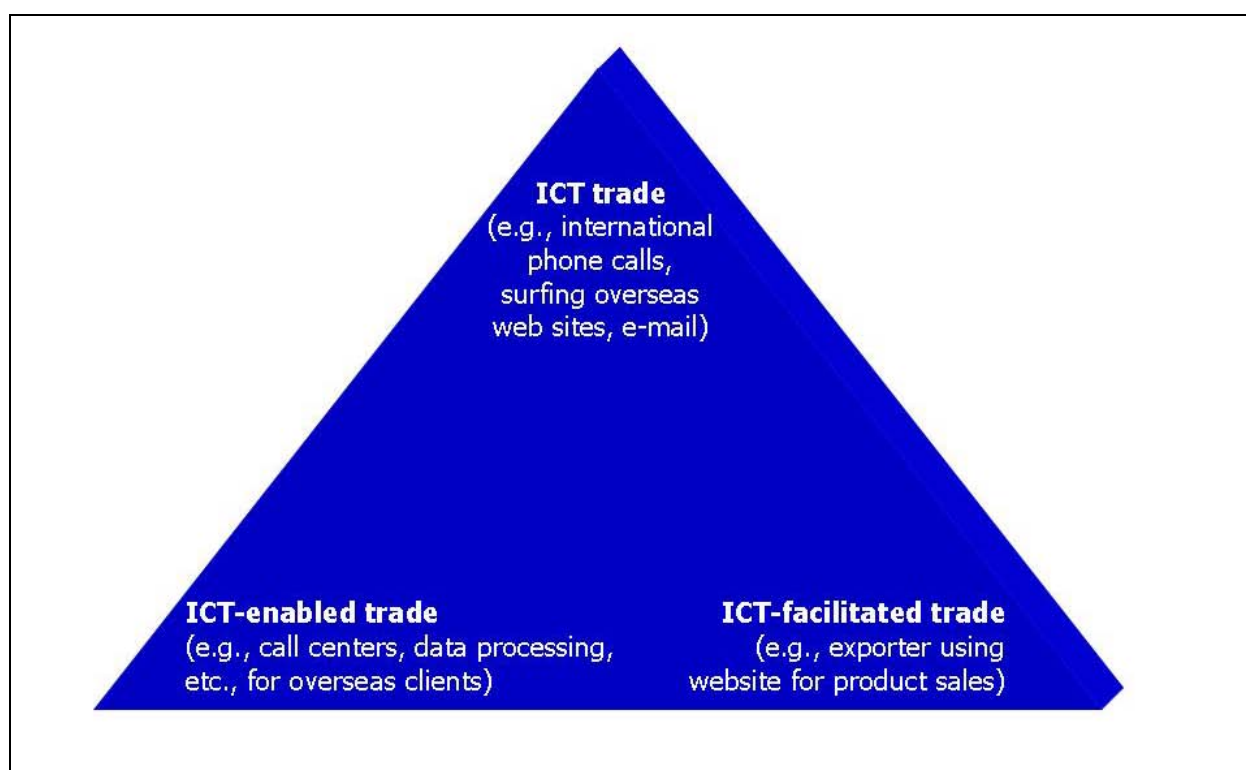 ICT trade
(e.g., international
phone calls,
surfing overseas
web sites, e-mail)
ICT-enabled trade
(e.g., call centers, data processing,
etc., for overseas clients)
ICT-facilitated trade
(e.g., exporter using
website for product sales)